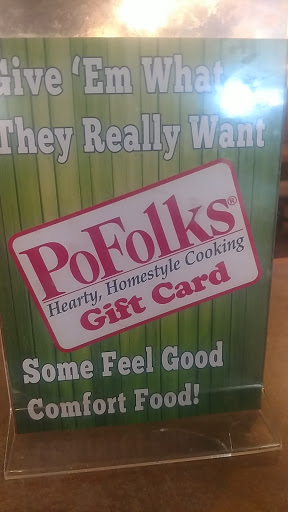 Give 'Em What
They Really Want
PoFolks®
Hearty, Homestyle Cooking
Gift Card
Some Feel Good
Comfort Food!